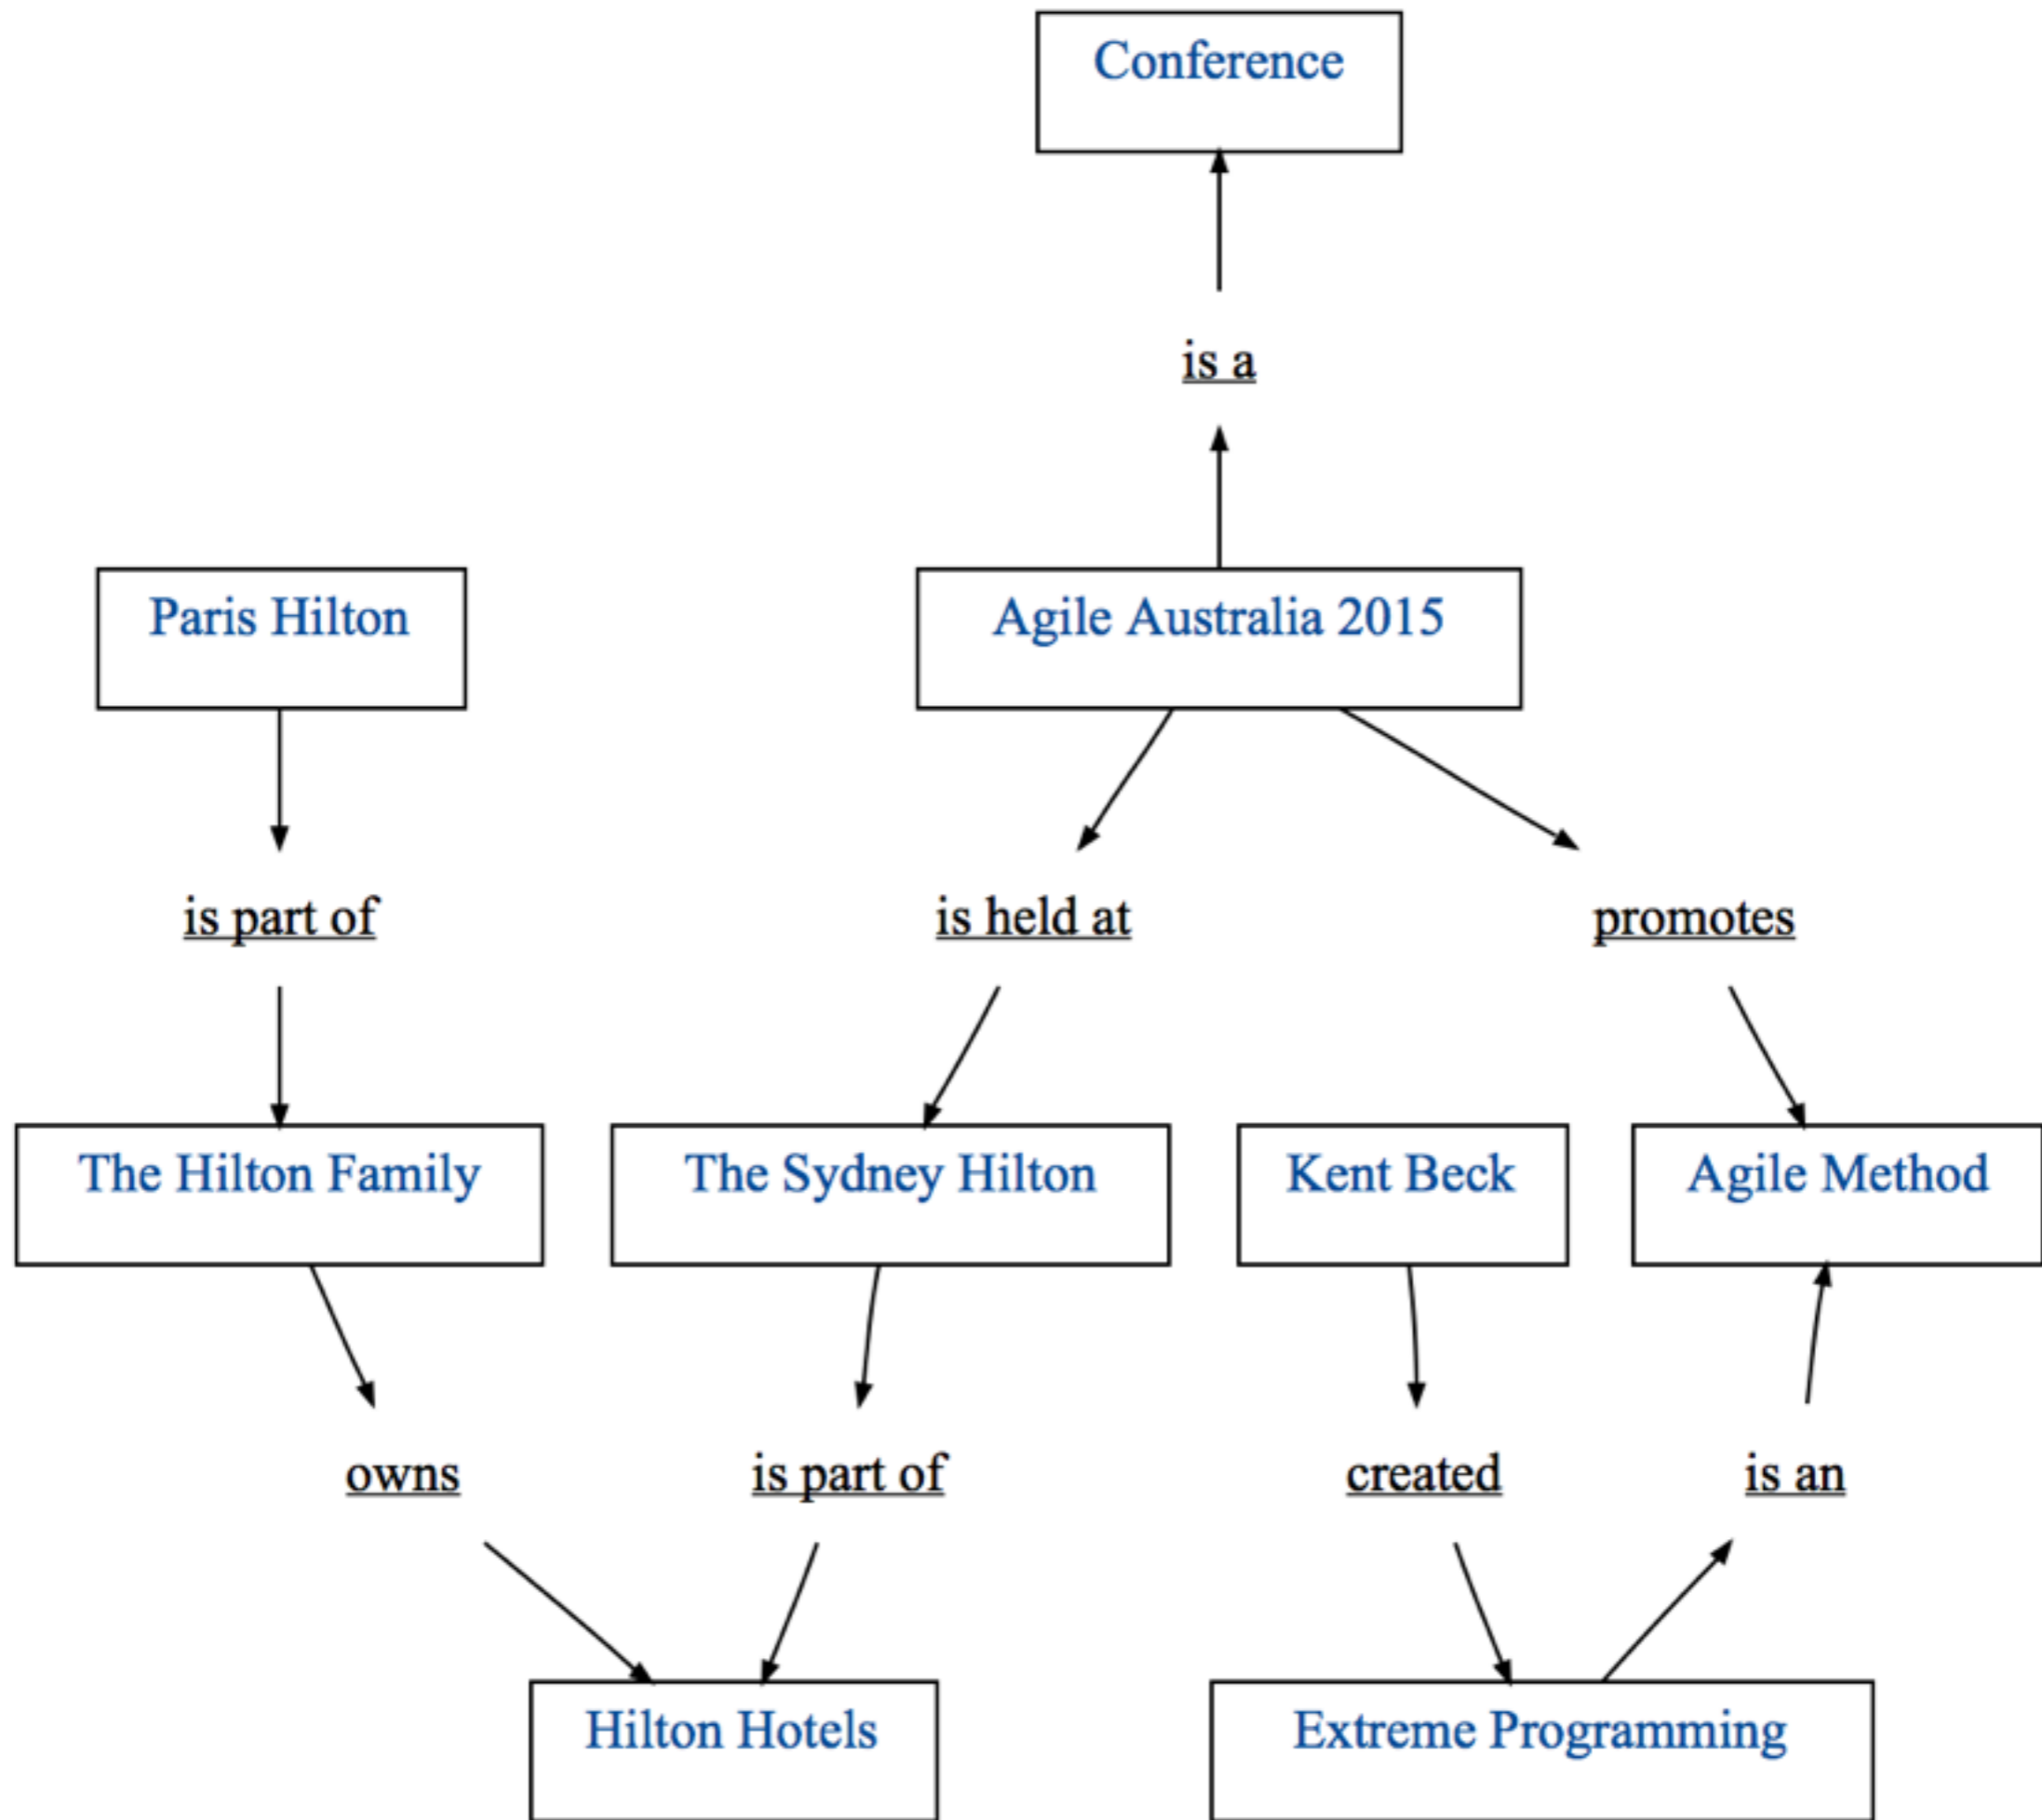 Conference
is a
Paris Hilton
Agile Australia 2015
is part of
is held at
promotes
The Hilton Family
The Sydney Hilton
Kent Beck
Agile Method
owns
is part of
created
is an
Hilton Hotels
Extreme Programming